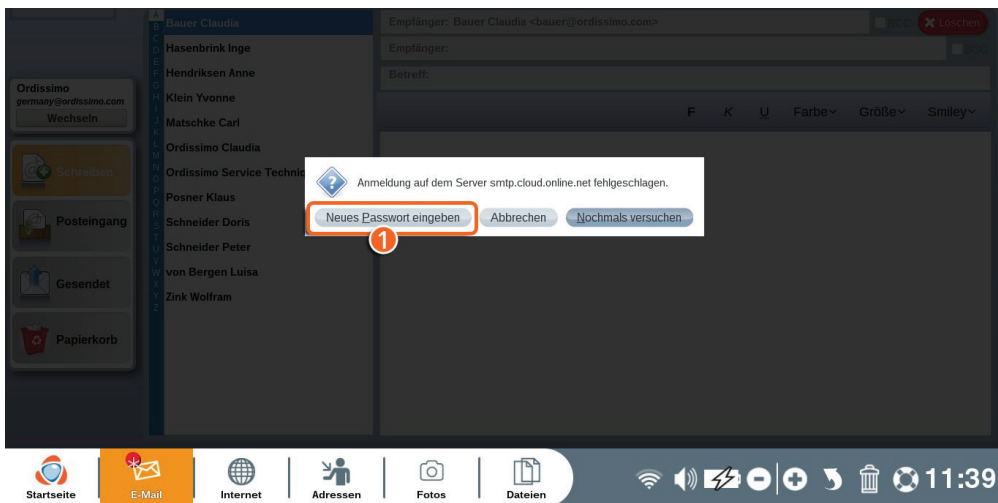 Ordissimo
germany@ordissimo.com
Wechseln
Schreiben
Posteingang
Gesendet
Papierkorb
A
B
C
D
E
F
G
H
I
J
K
L
M
N
O
P
Q
R
S
T
U
V
W
X
Y
Z
Bauer Claudia
Hasenbrink Inge
Hendriksen Anne
Klein Yvonne
Matschke Carl
Ordissimo Claudia
Ordissimo Service Techni
Posner Klaus
Schneider Doris
Schneider Peter
von Bergen Luisa
Zink Wolfram
Empfänger: Bauer Claudia <bauer@ordissimo.com>
BCC
Löschen
Empfänger:
BCC
Betreff:
F K U Farbe Größe Smiley
Anmeldung auf dem Server smtp.cloud.online.net fehlgeschlagen.
Neues Passwort eingeben Abbrechen Nochmals versuchen
1
Startseite E-Mail Internet Adressen Fotos Dateien 11:39